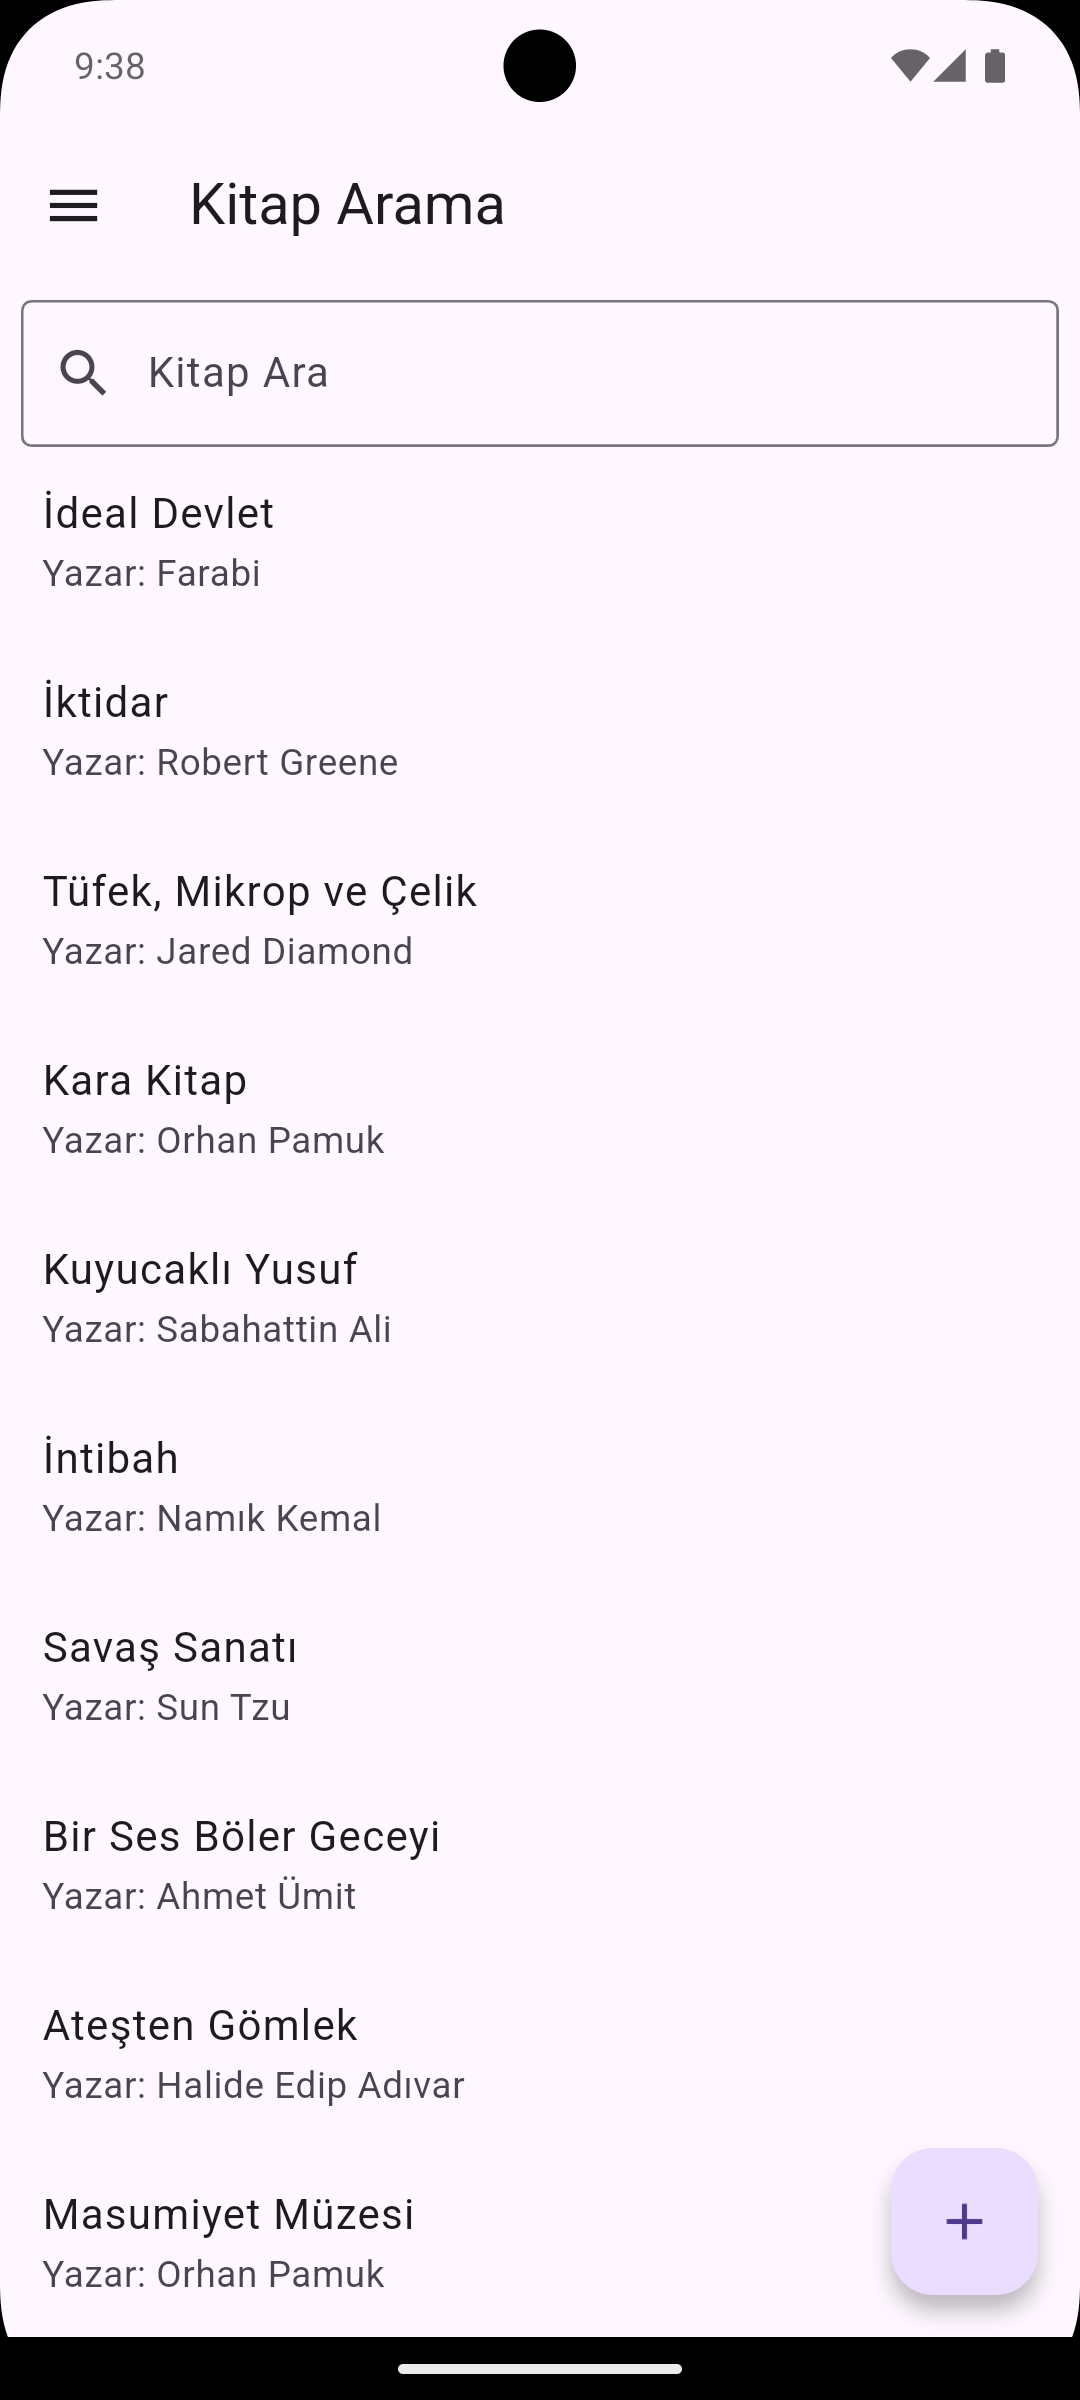 9:38
Kitap Arama
Kitap Ara
İdeal Devlet
Yazar: Farabi
İktidar
Yazar: Robert Greene
Tüfek, Mikrop ve Çelik
Yazar: Jared Diamond
Kara Kitap
Yazar: Orhan Pamuk
Kuyucaklı Yusuf
Yazar: Sabahattin Ali
İntibah
Yazar: Namık Kemal
Savaş Sanatı
Yazar: Sun Tzu
Bir Ses Böler Geceyi
Yazar: Ahmet Ümit
Ateşten Gömlek
Yazar: Halide Edip Adıvar
Masumiyet Müzesi
Yazar: Orhan Pamuk